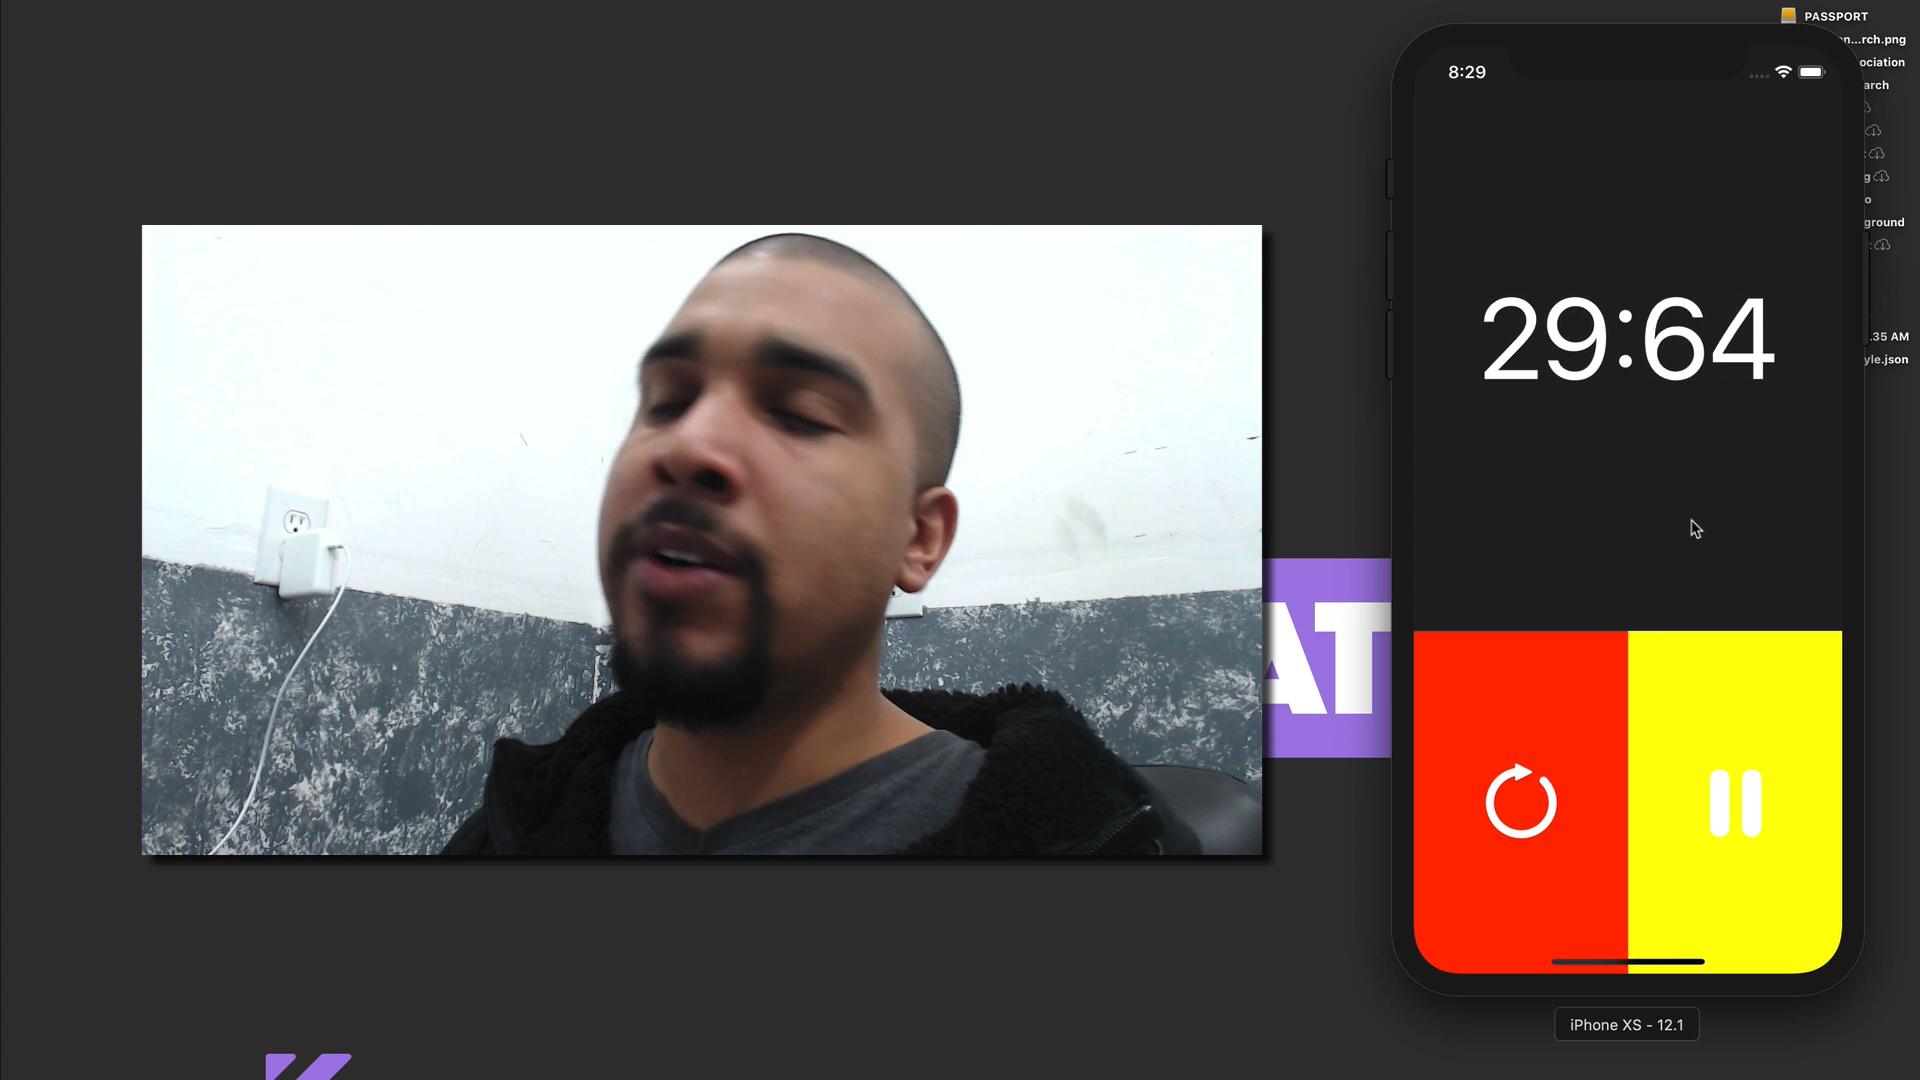 PASSPORT
n...rch.png
ociation
arch
g
o
ground
.35 AM
yle.json
8:29
29:64
AT
iPhone XS - 12.1